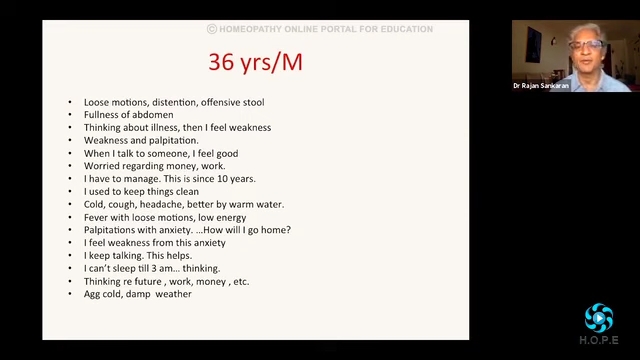 © HOMEOPATHY ONLINE PORTAL FOR EDUCATION
36 yrs/M
• Loose motions, distention, offensive stool
• Fullness of abdomen
• Thinking about illness, then I feel weakness
• Weakness and palpitation.
• When I talk to someone, I feel good
• Worried regarding money, work.
• I have to manage. This is since 10 years.
• I used to keep things clean
• Cold, cough, headache, better by warm water.
• Fever with loose motions, low energy
• Palpitations with anxiety. ...How will I go home?
• I feel weakness from this anxiety
• I keep talking. This helps.
• I can't sleep till 3 am... thinking.
• Thinking re future , work, money , etc.
• Agg cold, damp weather
Dr Rajan Sankaran
H.O.P.E